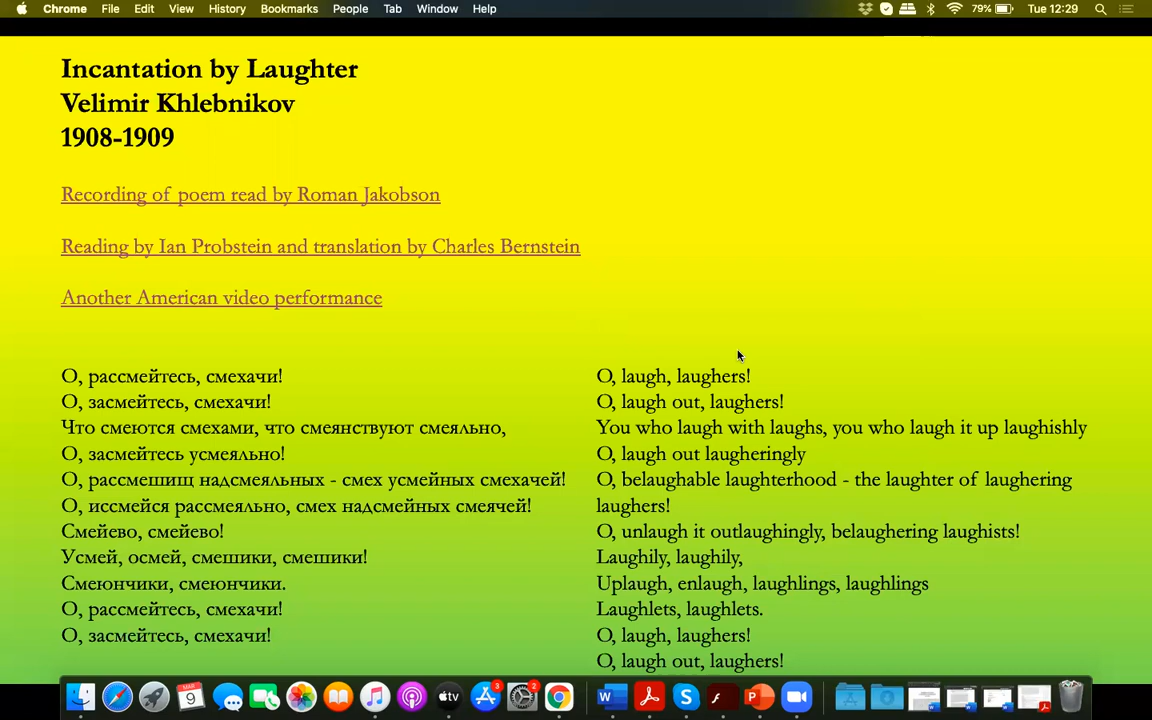 Chrome File Edit View History Bookmarks People Tab Window Help 79% Tue 12:29
Incantation by Laughter
Velimir Khlebnikov
1908-1909
Recording of poem read by Roman Jakobson
Reading by Ian Probstein and translation by Charles Bernstein
Another American video performance
О, рассмейтесь, смехачи!
О, засмейтесь, смехачи!
Что смеются смехами, что смеянствуют смеяльно,
О, засмейтесь усмеяльно!
О, рассмешищ надсмеяльных - смех усмейных смехачей!
О, иссмейся рассмеяльно, смех надсмейных смеячей!
Смейево, смейево!
Усмей, осмей, смешики, смешики!
Смеюнчики, смеюнчики.
О, рассмейтесь, смехачи!
О, засмейтесь, смехачи!
O, laugh, laughers!
O, laugh out, laughers!
You who laugh with laughs, you who laugh it up laughishly
O, laugh out laugheringly
O, belaughable laughterhood - the laughter of laughering
laughers!
O, unlaugh it outlaughingly, belaughering laughists!
Laughily, laughily,
Uplaugh, enlaugh, laughlings, laughlings
Laughlets, laughlets.
O, laugh, laughers!
O, laugh out, laughers!
MAR
9
3
tv
2